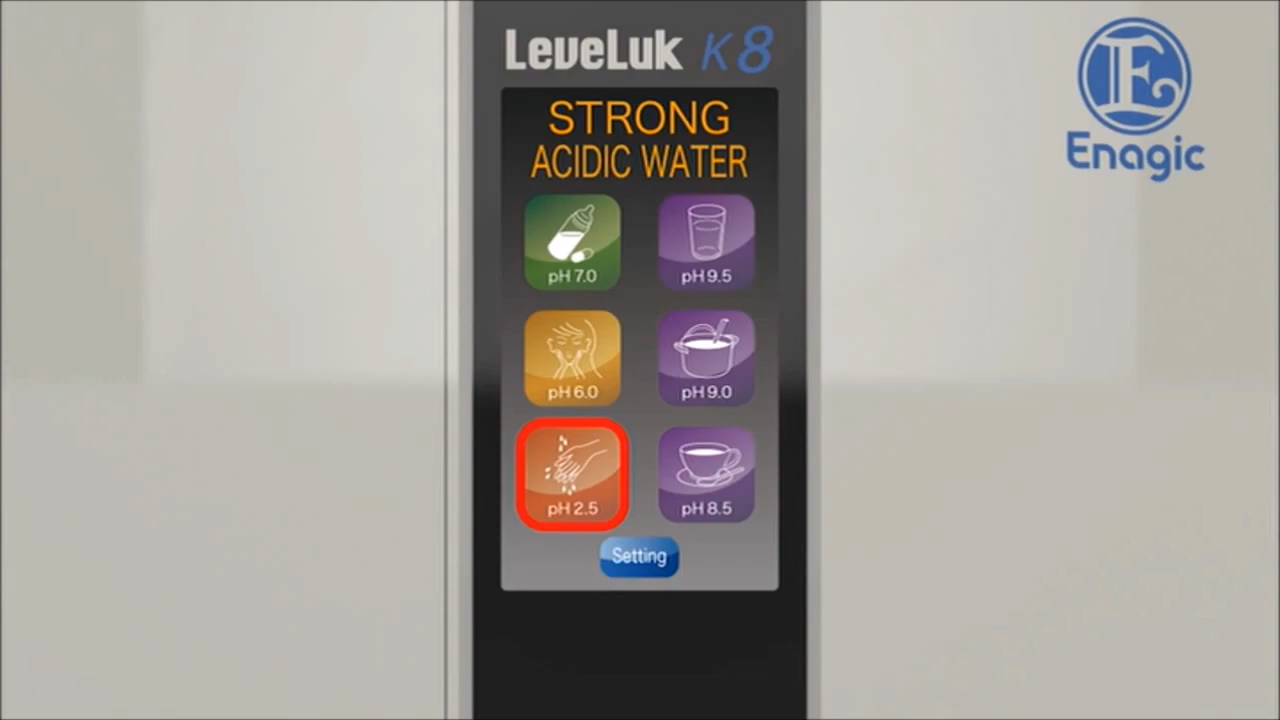 LeveLuk K8
STRONG
ACIDIC WATER
pH 7.0
pH 9.5
pH 6.0
pH 9.0
pH 2.5
pH 8.5
Setting
E
Enagic